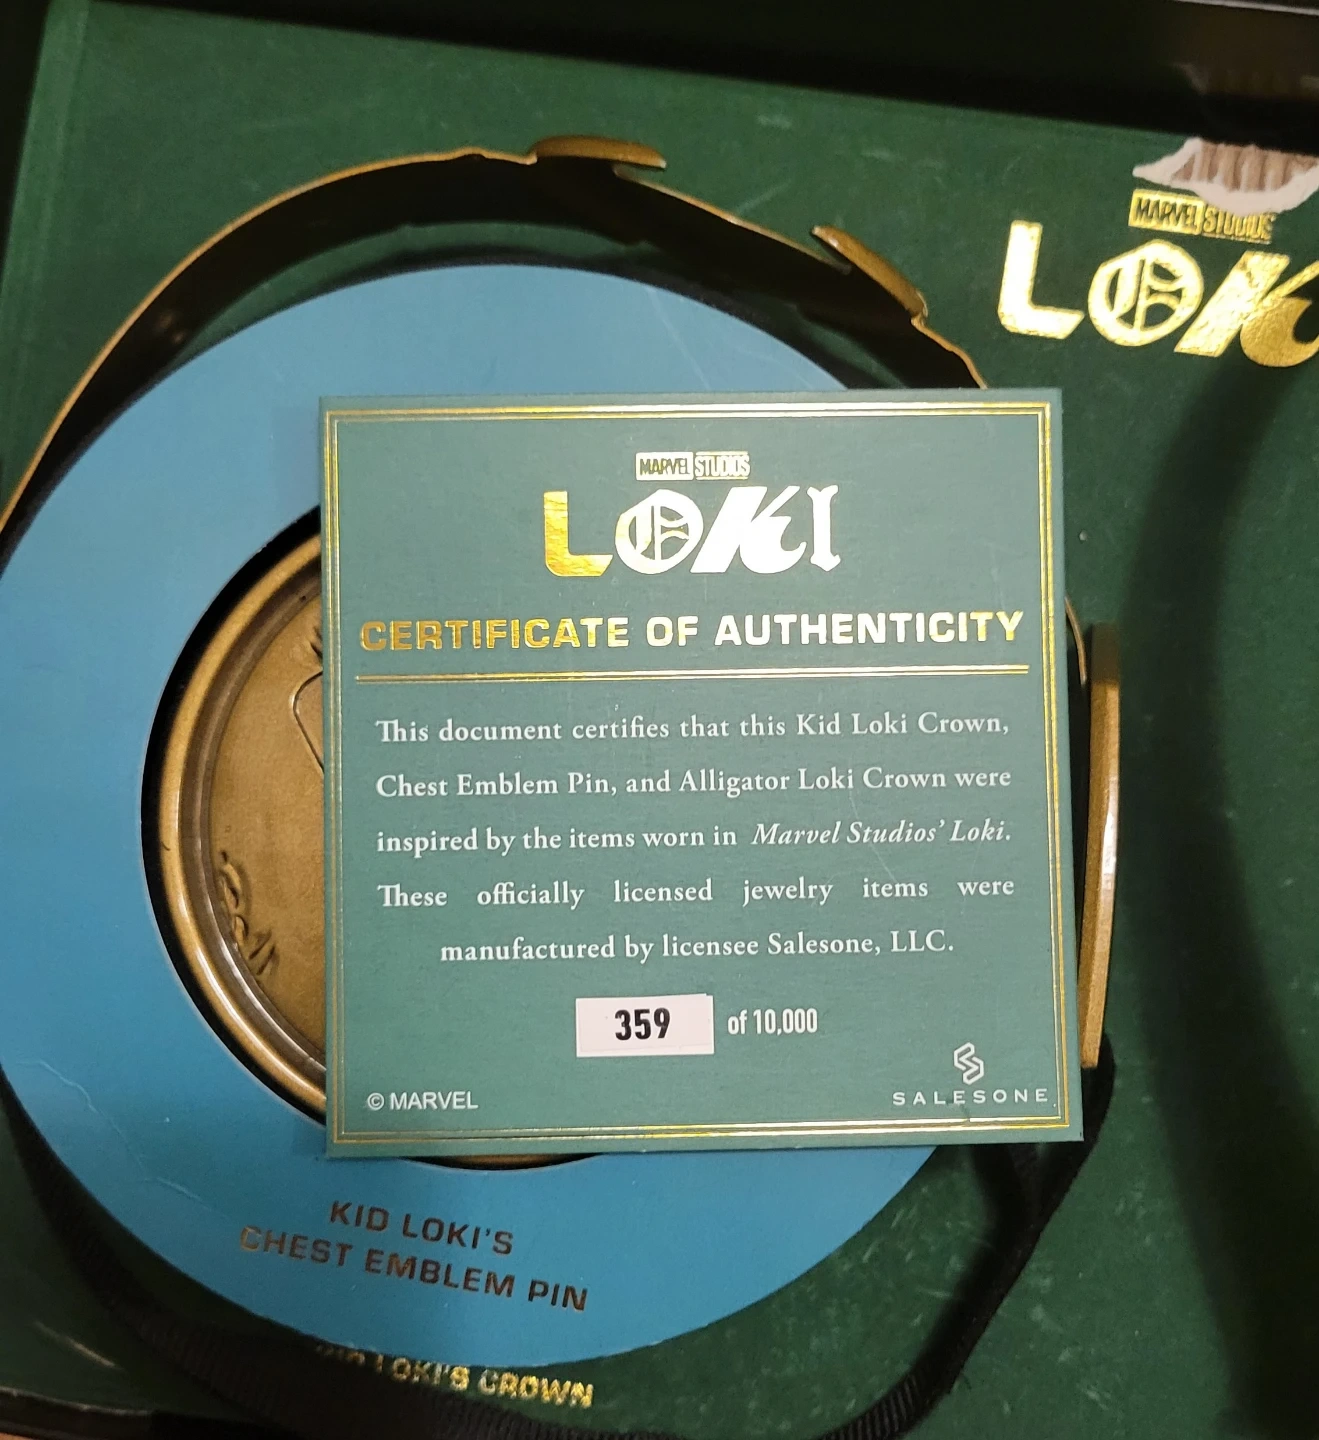 MARVEL STUDIOS
LOK
MARVEL STUDIOS
LOKI
CERTIFICATE OF AUTHENTICITY
This document certifies that this Kid Loki Crown,
Chest Emblem Pin, and Alligator Loki Crown were
inspired by the items worn in Marvel Studios' Loki.
These officially licensed jewelry items were
manufactured by licensee Salesone, LLC.
359 of 10,000
© MARVEL
SALESONE
KID LOKI'S
CHEST EMBLEM PIN
LOKI'S CROWN